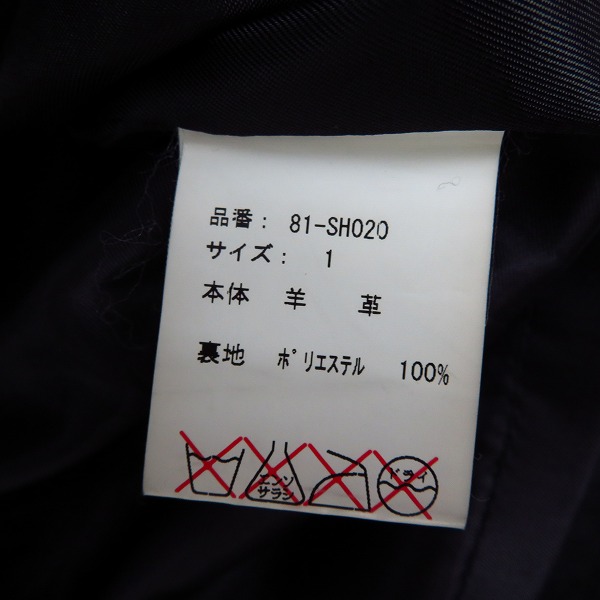 品番: 81-SH020
サイズ: 1
本体 羊 革
裏地 ポリエステル 100%
エンソ
サラシ
ドライ